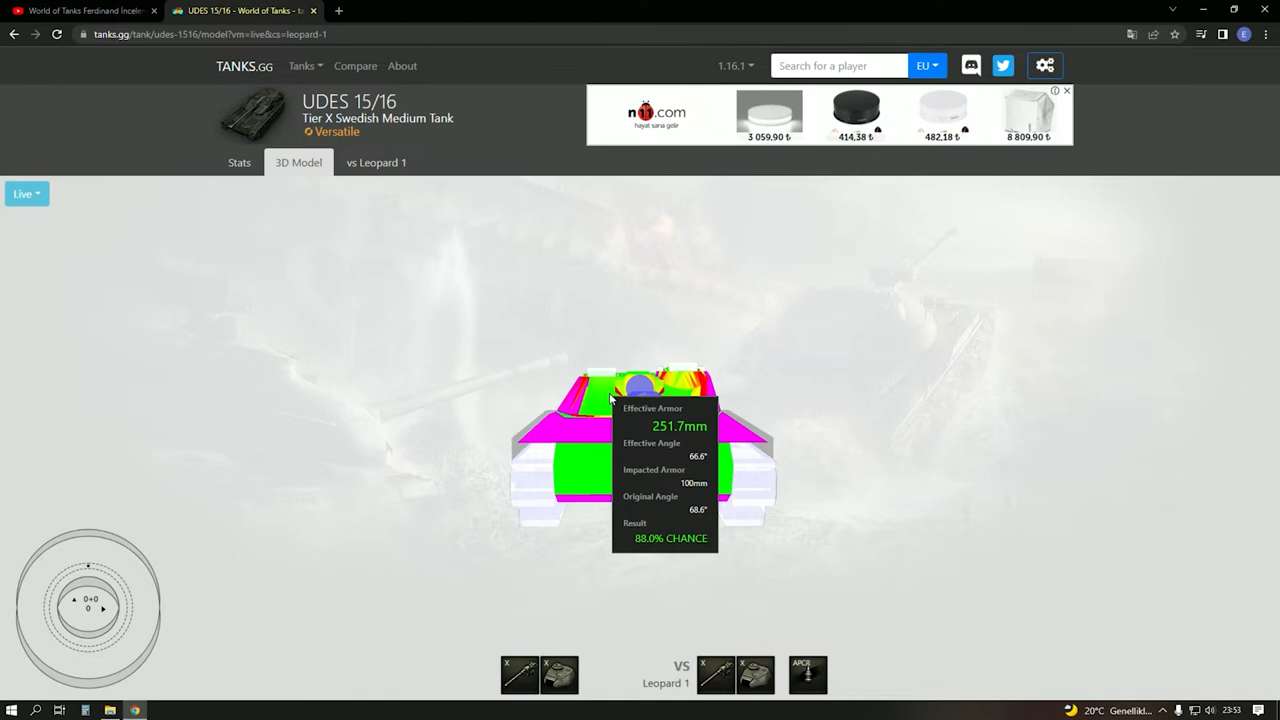 World of Tanks Ferdinand İncelem
UDES 15/16 - World of Tanks - ta
tanks.gg/tank/udes-1516/model?vm=live&cs=leopard-1
E
TANKS.GG
Tanks
Compare
About
1.16.1
Search for a player
EU
UDES 15/16
Tier X Swedish Medium Tank
Versatile
n11.com
hayat sana gelir
3 059,90 ₺
414,38 ₺
482,18 ₺
8 809,90 ₺
Stats
3D Model
vs Leopard 1
Live
Effective Armor
251.7mm
Effective Angle
66.6°
Impacted Armor
100mm
Original Angle
68.6°
Result
88.0% CHANCE
0+0
0
X
X
VS
Leopard 1
X
X
APCR
20°C Genellikl...
23:53